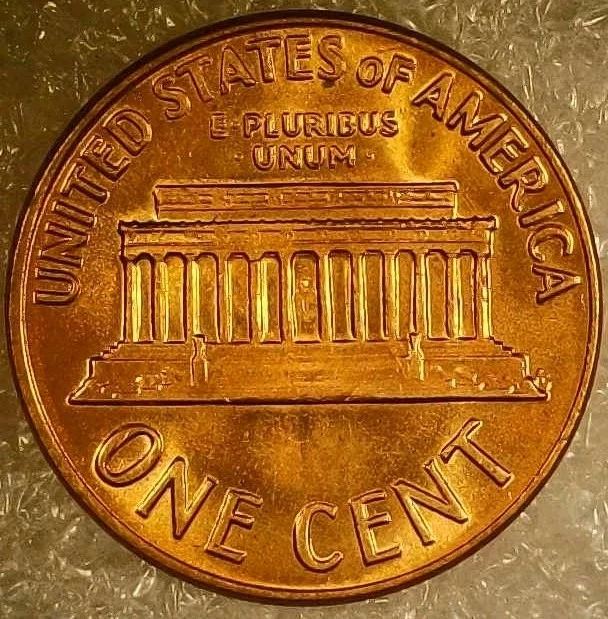 UNITED STATES OF AMERICA
E·PLURIBUS
·UNUM·
ONE CENT